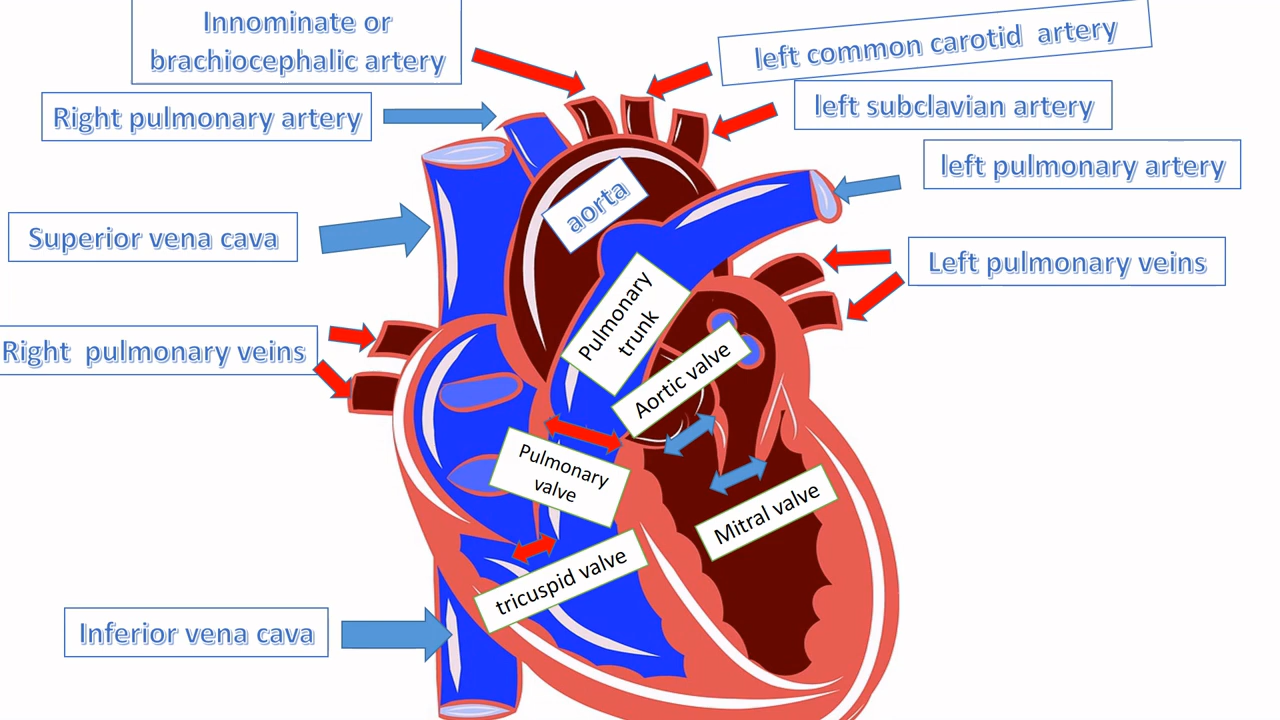 Innominate or
brachiocephalic artery
left common carotid artery
Right pulmonary artery
left subclavian artery
left pulmonary artery
aorta
Superior vena cava
Left pulmonary veins
Pulmonary
trunk
Right pulmonary veins
Aortic valve
Pulmonary
valve
Mitral valve
tricuspid valve
Inferior vena cava